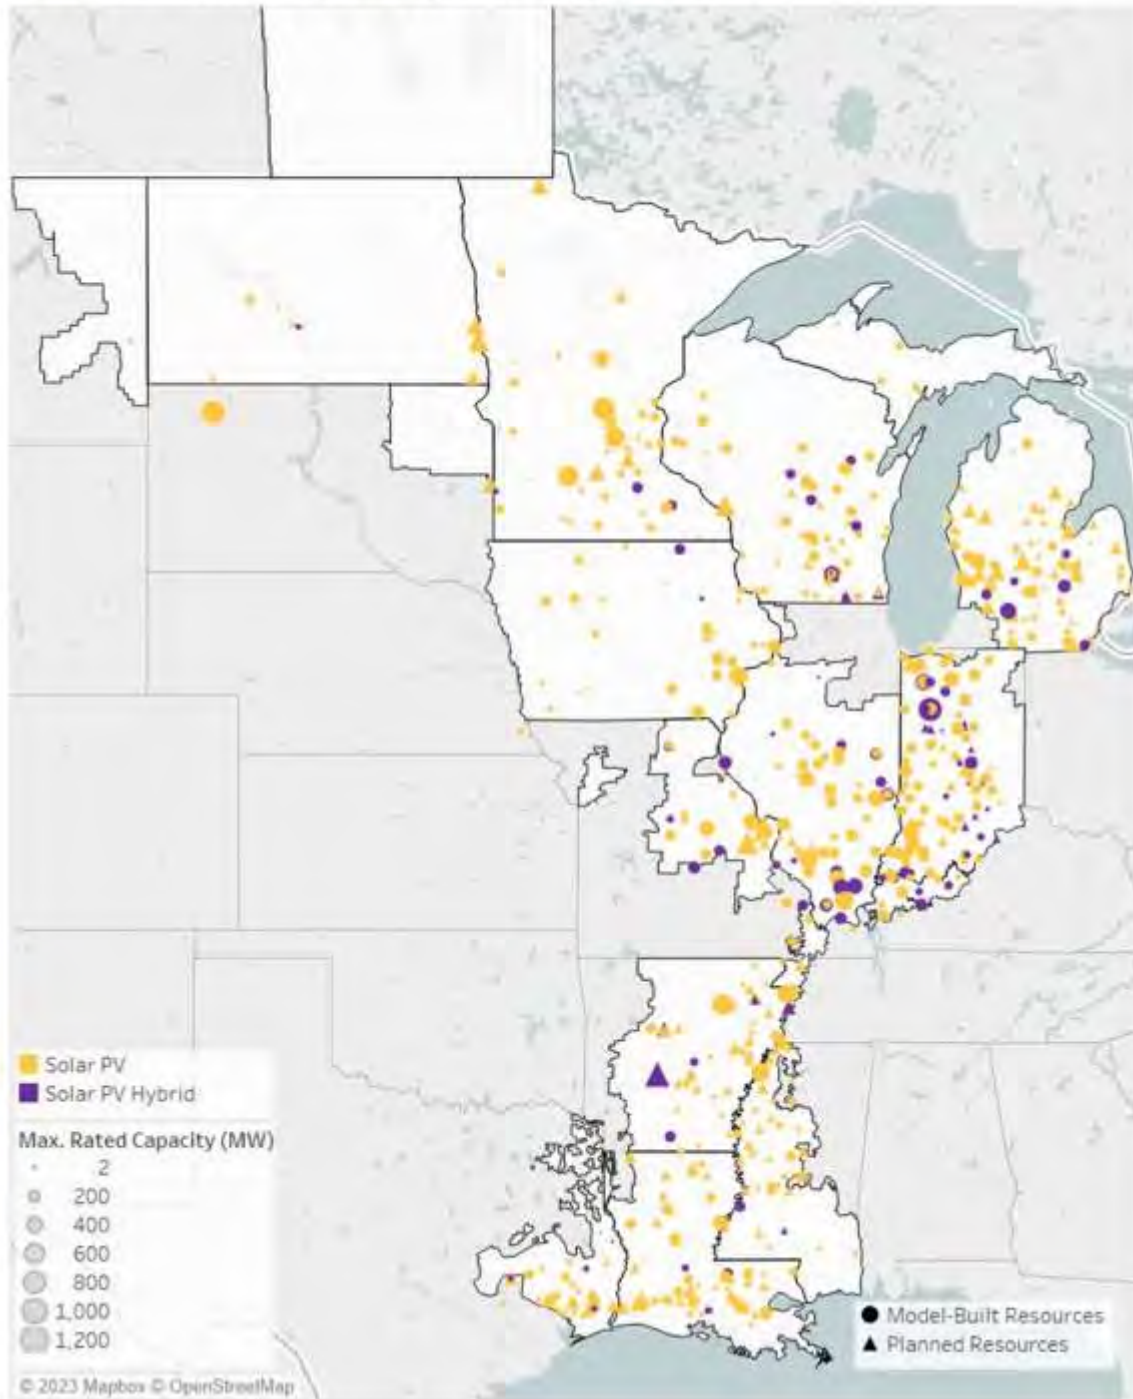 Solar PV
Solar PV Hybrid
Max. Rated Capacity (MW)
2
200
400
600
800
1,000
1,200
© 2023 Mapbox © OpenStreetMap
Model-Built Resources
Planned Resources